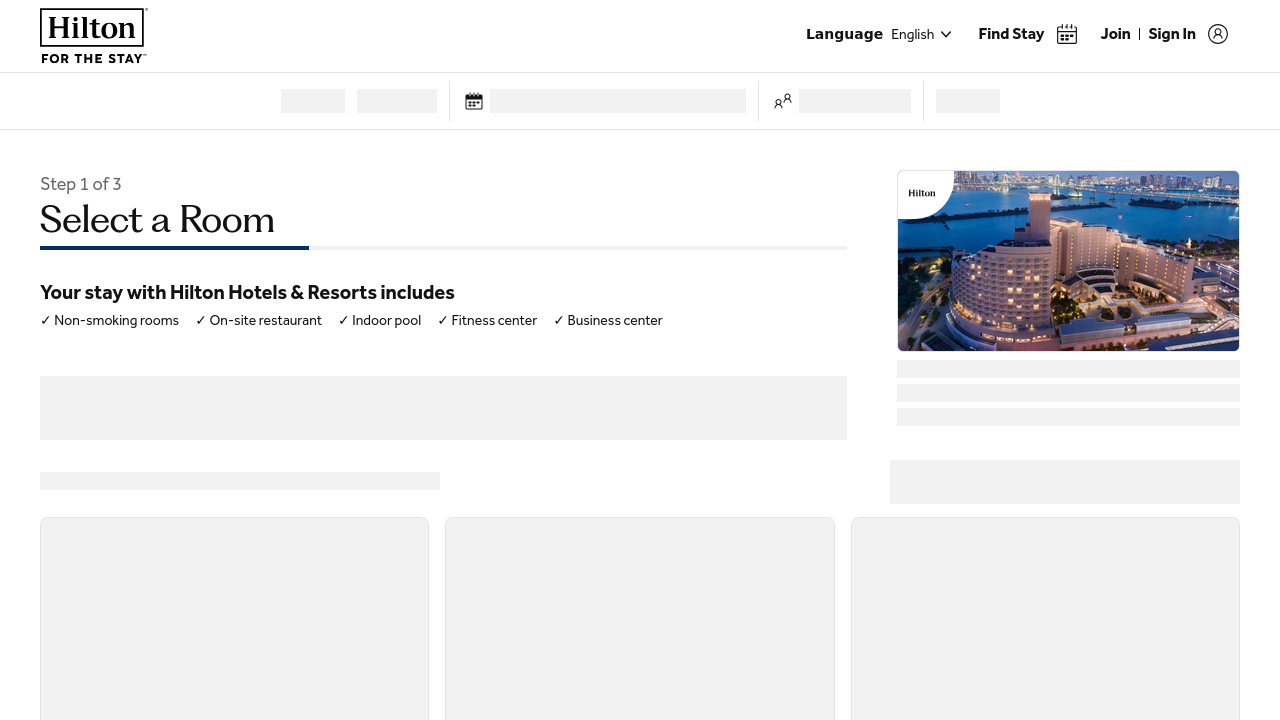 Hilton
FOR THE STAY
Language English
Find Stay
Join | Sign In
Step 1 of 3
Select a Room
Your stay with Hilton Hotels & Resorts includes
✓ Non-smoking rooms ✓ On-site restaurant ✓ Indoor pool ✓ Fitness center ✓ Business center
Hilton